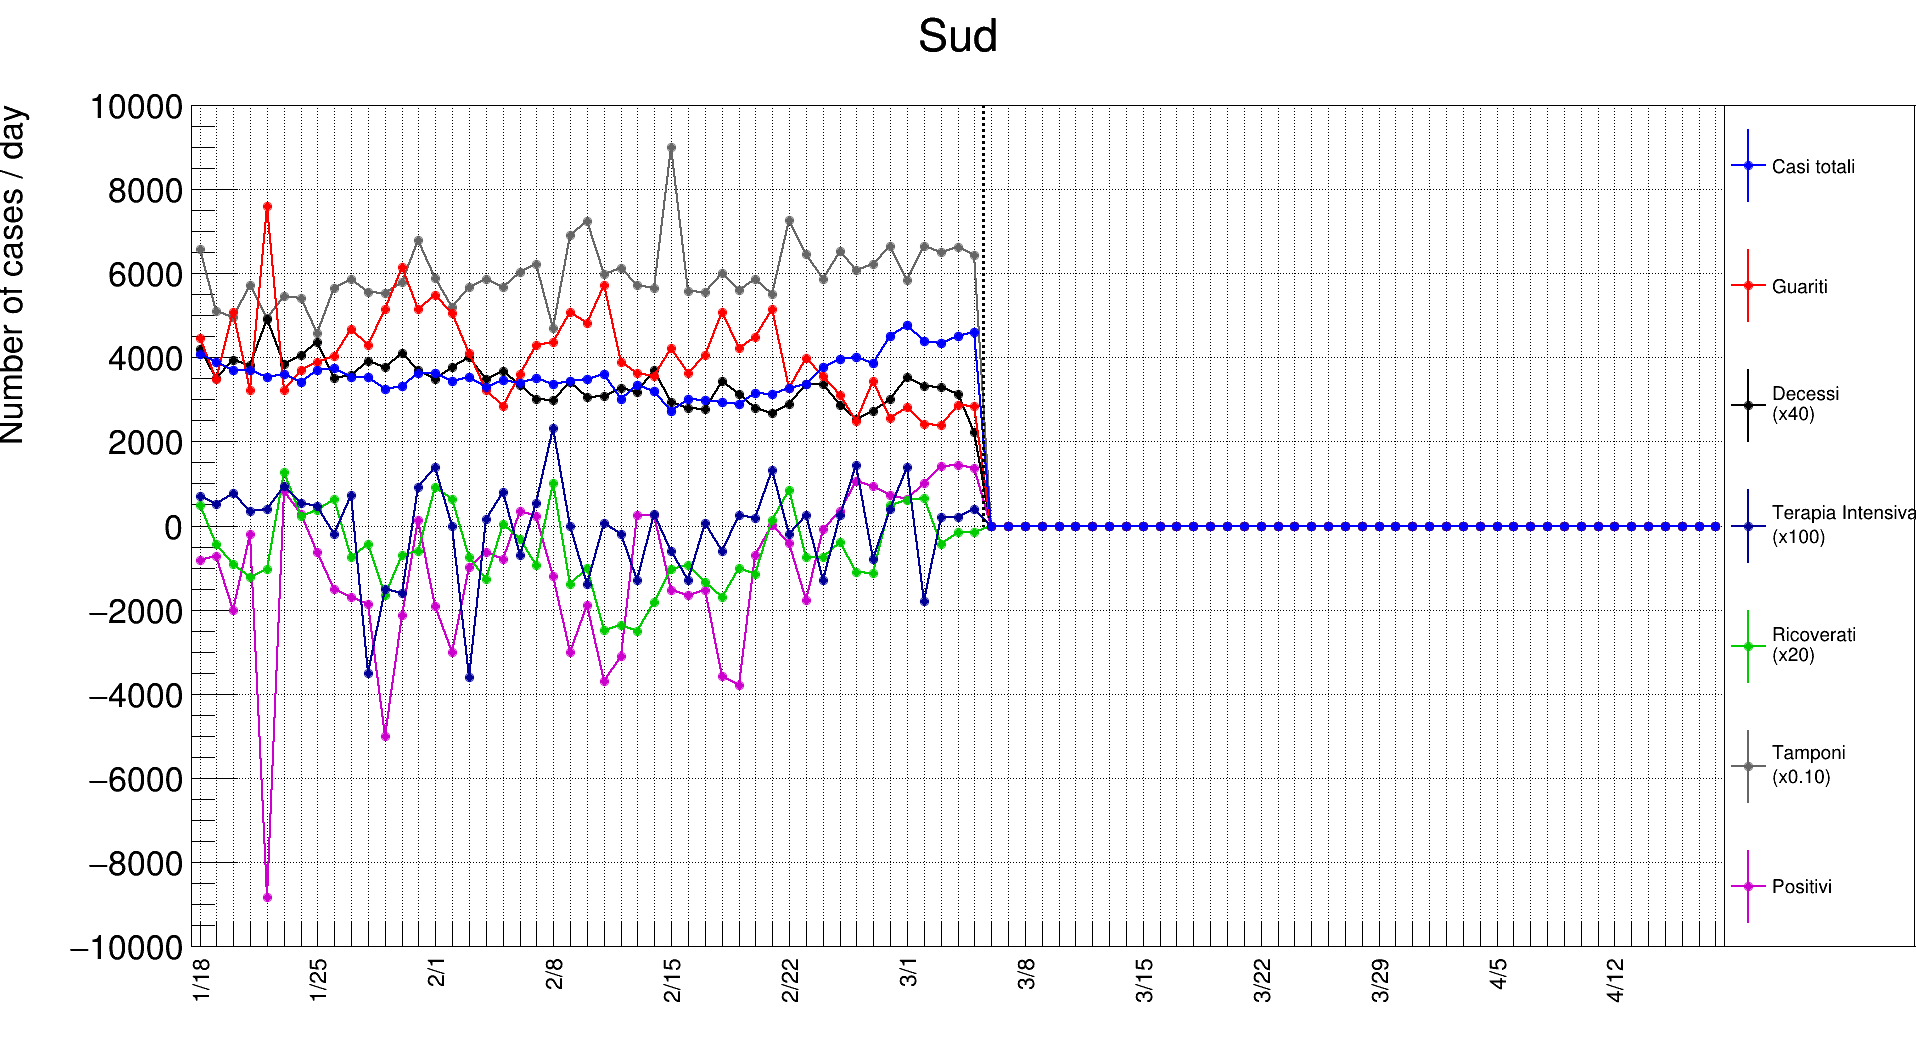 Sud
Number of cases / day
10000
8000
6000
4000
2000
0
−2000
−4000
−6000
−8000
−10000
1/18
1/25
2/1
2/8
2/15
2/22
3/1
3/8
3/15
3/22
3/29
4/5
4/12
Casi totali
Guariti
Decessi
(x40)
Terapia Intensiva
(x100)
Ricoverati
(x20)
Tamponi
(x0.10)
Positivi